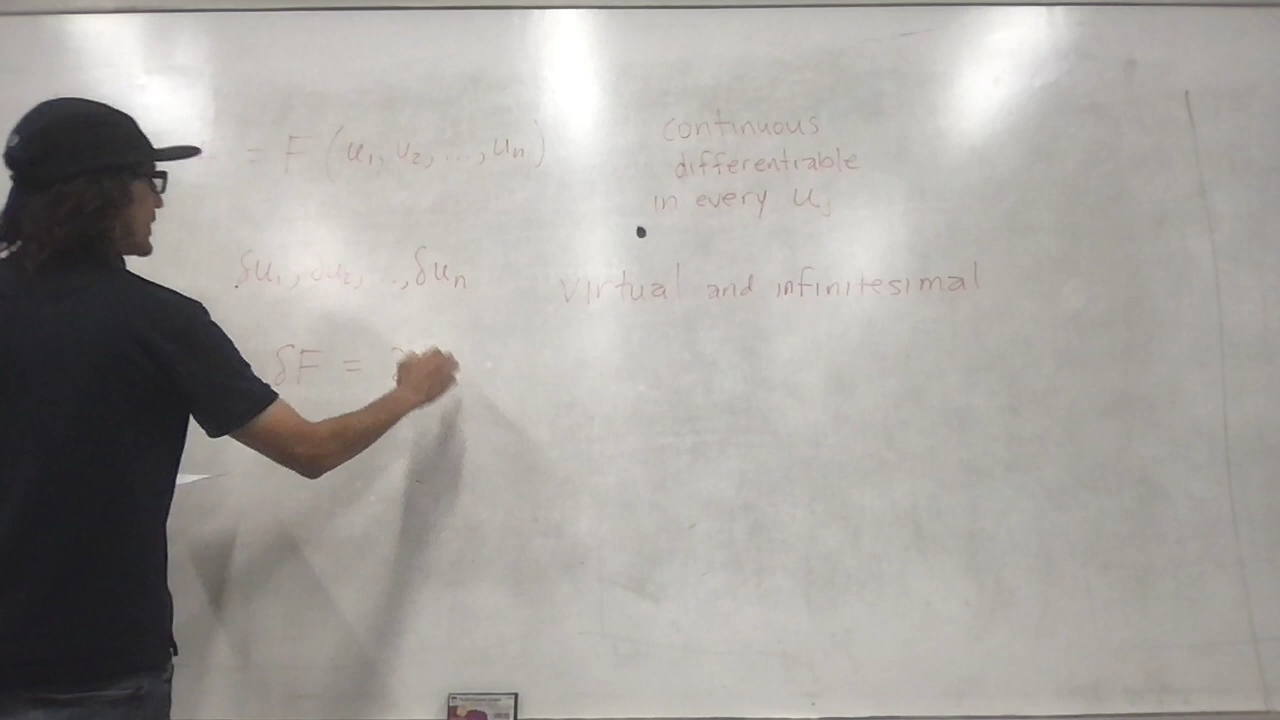 = F (u₁, u₂, ..., uₙ)
continuous
differentiable
in every uⱼ
δu₁, δu₂, .., δuₙ
virtual and infinitesimal
δF = ∂